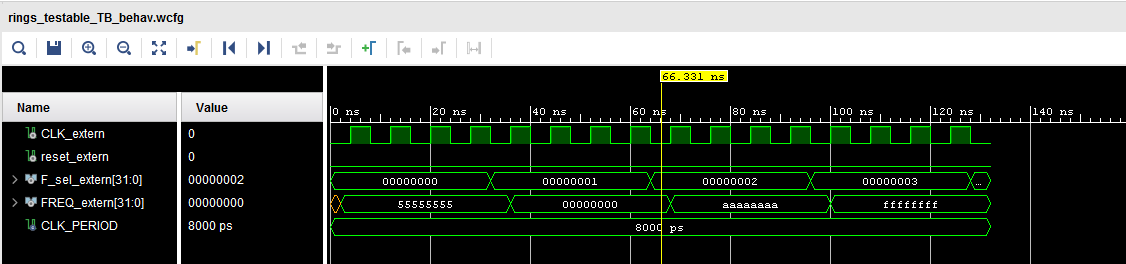 rings_testable_TB_behav.wcfg
66.331 ns
Name Value
0 ns 20 ns 40 ns 60 ns 80 ns 100 ns 120 ns 140 ns
CLK_extern 0
reset_extern 0
F_sel_extern[31:0] 00000002 00000000 00000001 00000002 00000003 ...
FREQ_extern[31:0] 00000000 55555555 00000000 aaaaaaaa ffffffff
CLK_PERIOD 8000 ps 8000 ps